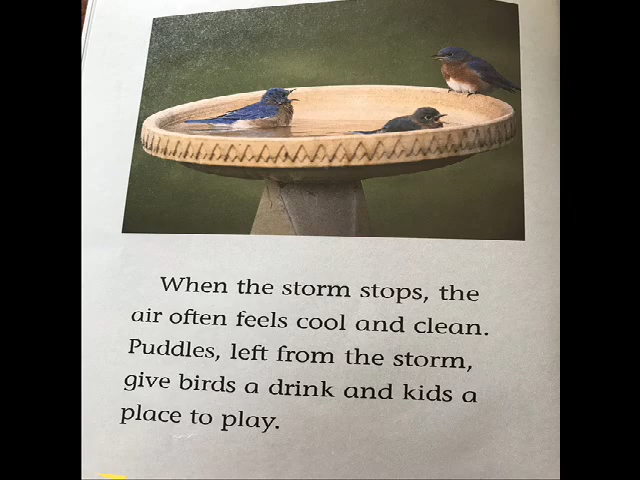 When the storm stops, the
air often feels cool and clean.
Puddles, left from the storm,
give birds a drink and kids a
place to play.